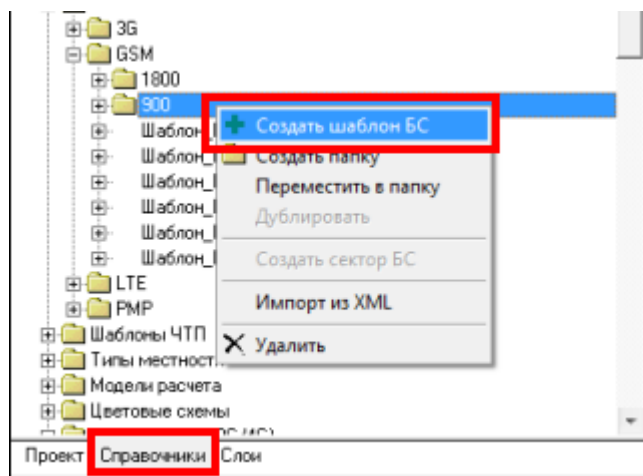 3G
GSM
1800
900
Создать шаблон БС
Шаблон_
Создать папку
Шаблон_
Переместить в папку
Шаблон_
Дублировать
Шаблон_
Шаблон_
Создать сектор БС
Шаблон_
LTE
Импорт из XML
PMP
Шаблоны ЧТП
Удалить
Типы местност
Модели расчета
Цветовые схемы
Проект Справочники Слои